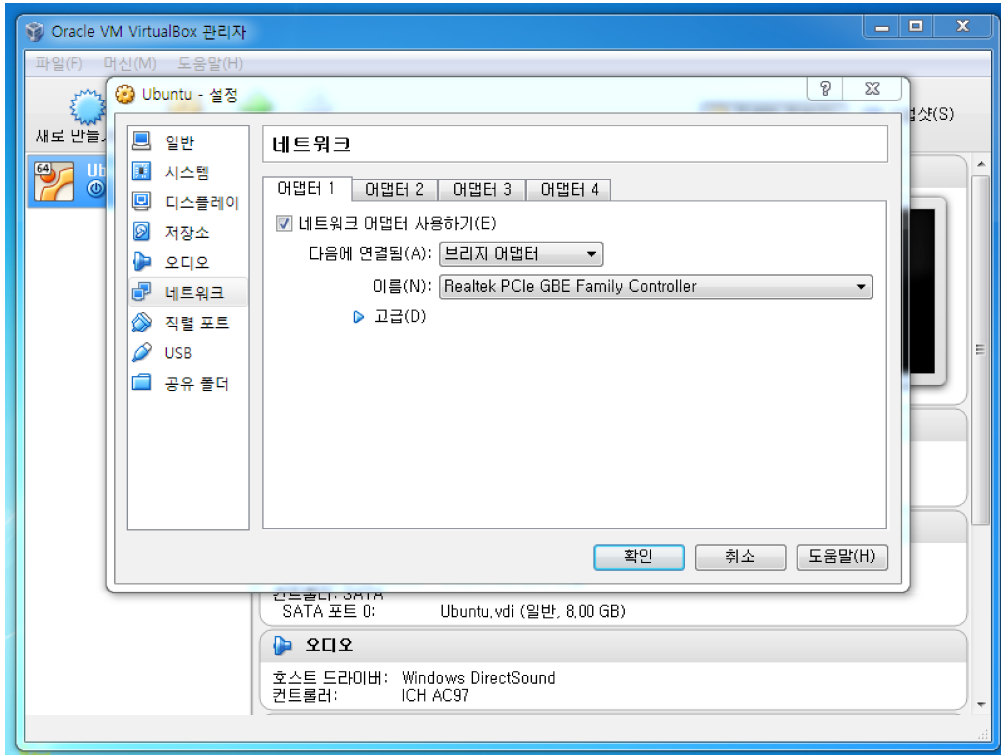 Oracle VM VirtualBox 관리자
파일(F) 머신(M) 도움말(H)
Ubuntu - 설정
새로 만들
샷(S)
64
일반
시스템
디스플레이
저장소
오디오
네트워크
직렬 포트
USB
공유 폴더
네트워크
어댑터 1 어댑터 2 어댑터 3 어댑터 4
네트워크 어댑터 사용하기(E)
다음에 연결됨(A): 브리지 어댑터
이름(N): Realtek PCIe GBE Family Controller
고급(D)
확인 취소 도움말(H)
컨트롤러: SATA
SATA 포트 0: Ubuntu.vdi (일반, 8.00 GB)
오디오
호스트 드라이버: Windows DirectSound
컨트롤러: ICH AC97